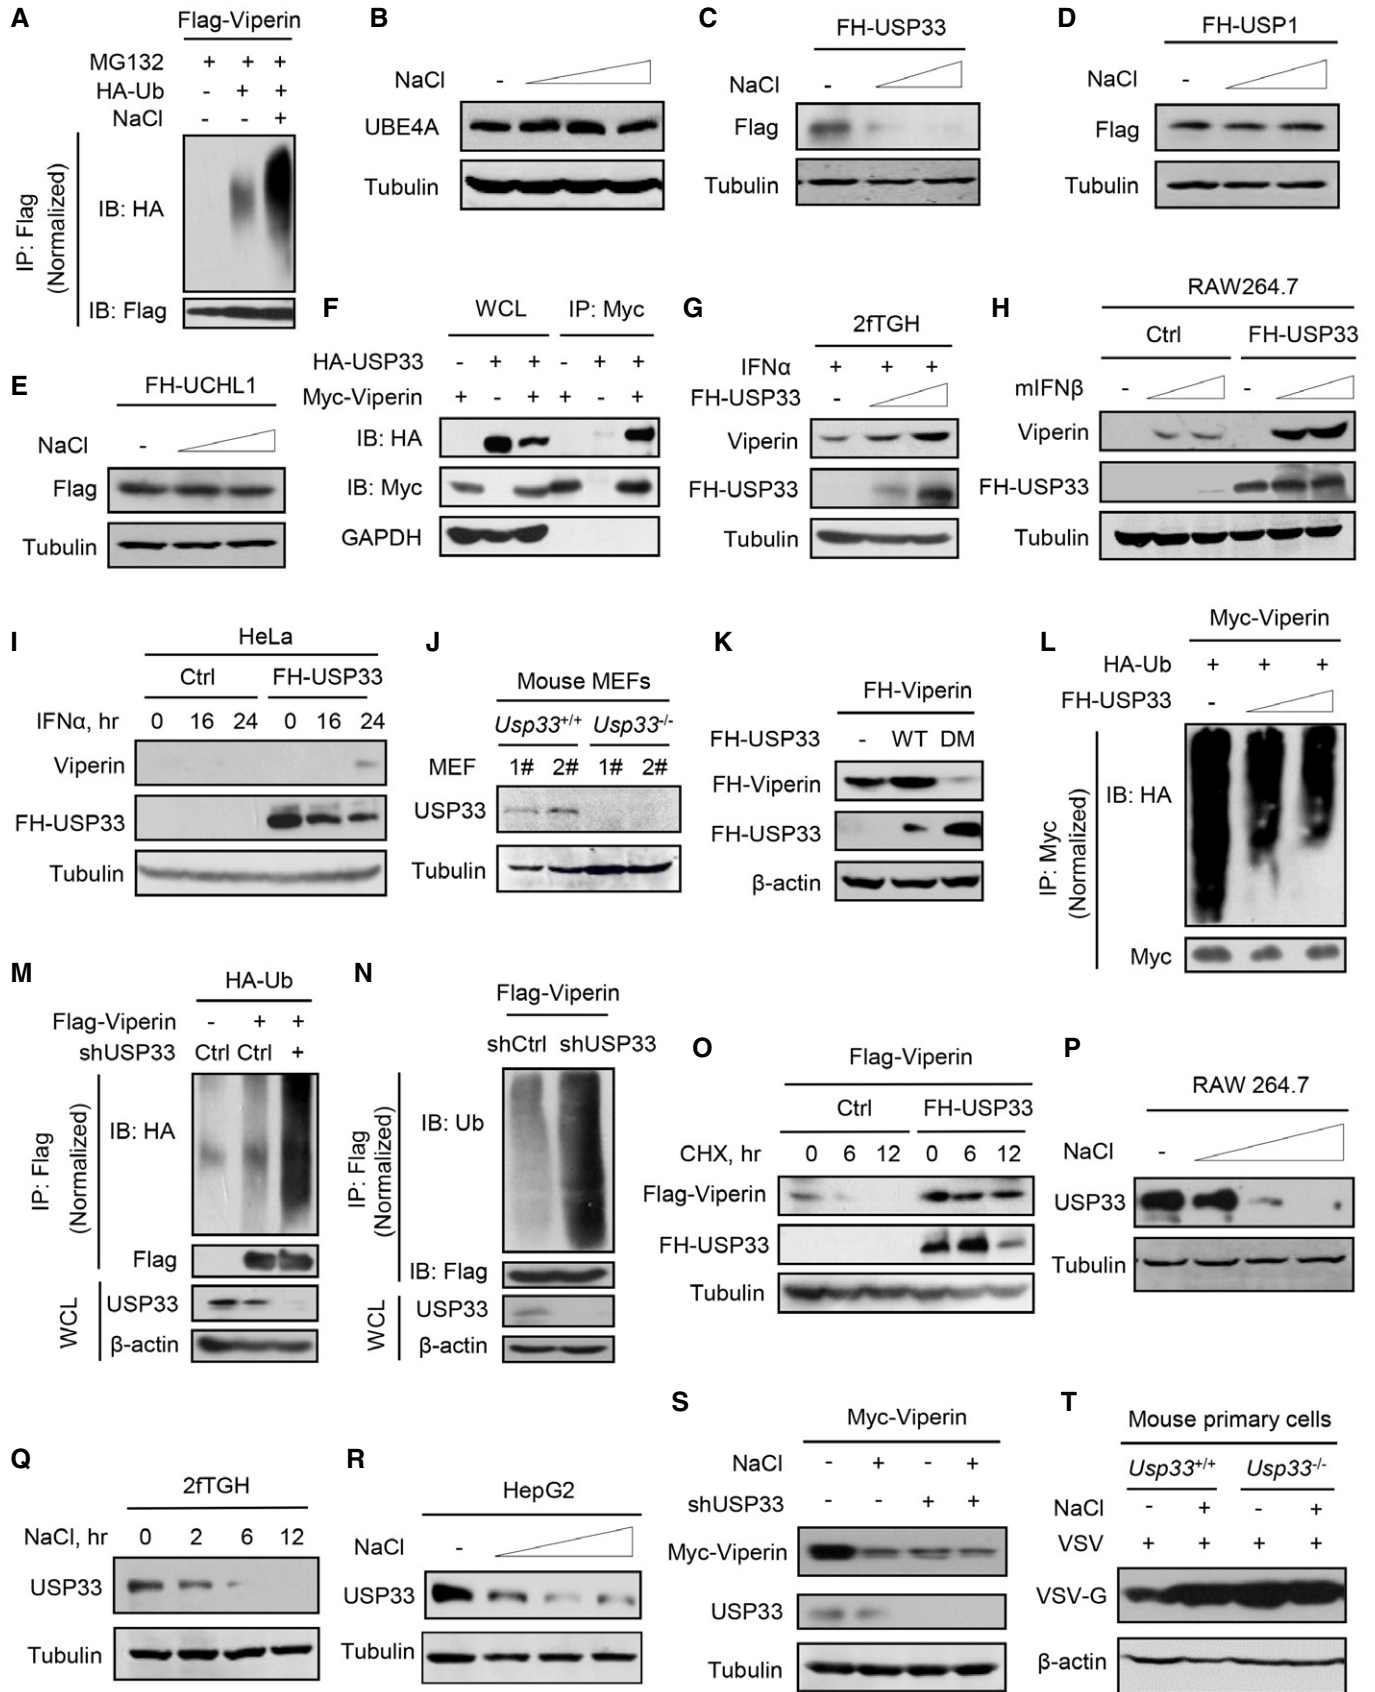 A
Flag-Viperin
MG132 + + +
HA-Ub - + +
NaCl - - +
IP: Flag
(Normalized)
IB: HA
IB: Flag
B
NaCl -
UBE4A
Tubulin
C
FH-USP33
NaCl -
Flag
Tubulin
D
FH-USP1
NaCl -
Flag
Tubulin
E
FH-UCHL1
NaCl -
Flag
Tubulin
F
WCL IP: Myc
HA-USP33 - + + - + +
Myc-Viperin + - + + - +
IB: HA
IB: Myc
GAPDH
G
2fTGH
IFNα + + +
FH-USP33 -
Viperin
FH-USP33
Tubulin
H
RAW264.7
Ctrl FH-USP33
mIFNβ - -
Viperin
FH-USP33
Tubulin
I
HeLa
Ctrl FH-USP33
IFNα, hr 0 16 24 0 16 24
Viperin
FH-USP33
Tubulin
J
Mouse MEFs
Usp33+/+ Usp33-/-
MEF 1# 2# 1# 2#
USP33
Tubulin
K
FH-Viperin
FH-USP33 - WT DM
FH-Viperin
FH-USP33
β-actin
L
Myc-Viperin
HA-Ub + + +
FH-USP33 -
IP: Myc
(Normalized)
IB: HA
Myc
M
HA-Ub
Flag-Viperin - + +
shUSP33 Ctrl Ctrl +
IP: Flag
(Normalized)
IB: HA
Flag
WCL
USP33
β-actin
N
Flag-Viperin
shCtrl shUSP33
IP: Flag
(Normalized)
IB: Ub
IB: Flag
WCL
USP33
β-actin
O
Flag-Viperin
Ctrl FH-USP33
CHX, hr 0 6 12 0 6 12
Flag-Viperin
FH-USP33
Tubulin
P
RAW 264.7
NaCl -
USP33
Tubulin
Q
2fTGH
NaCl, hr 0 2 6 12
USP33
Tubulin
R
HepG2
NaCl -
USP33
Tubulin
S
Myc-Viperin
NaCl - + - +
shUSP33 - - + +
Myc-Viperin
USP33
Tubulin
T
Mouse primary cells
Usp33+/+ Usp33-/-
NaCl - + - +
VSV + + + +
VSV-G
β-actin